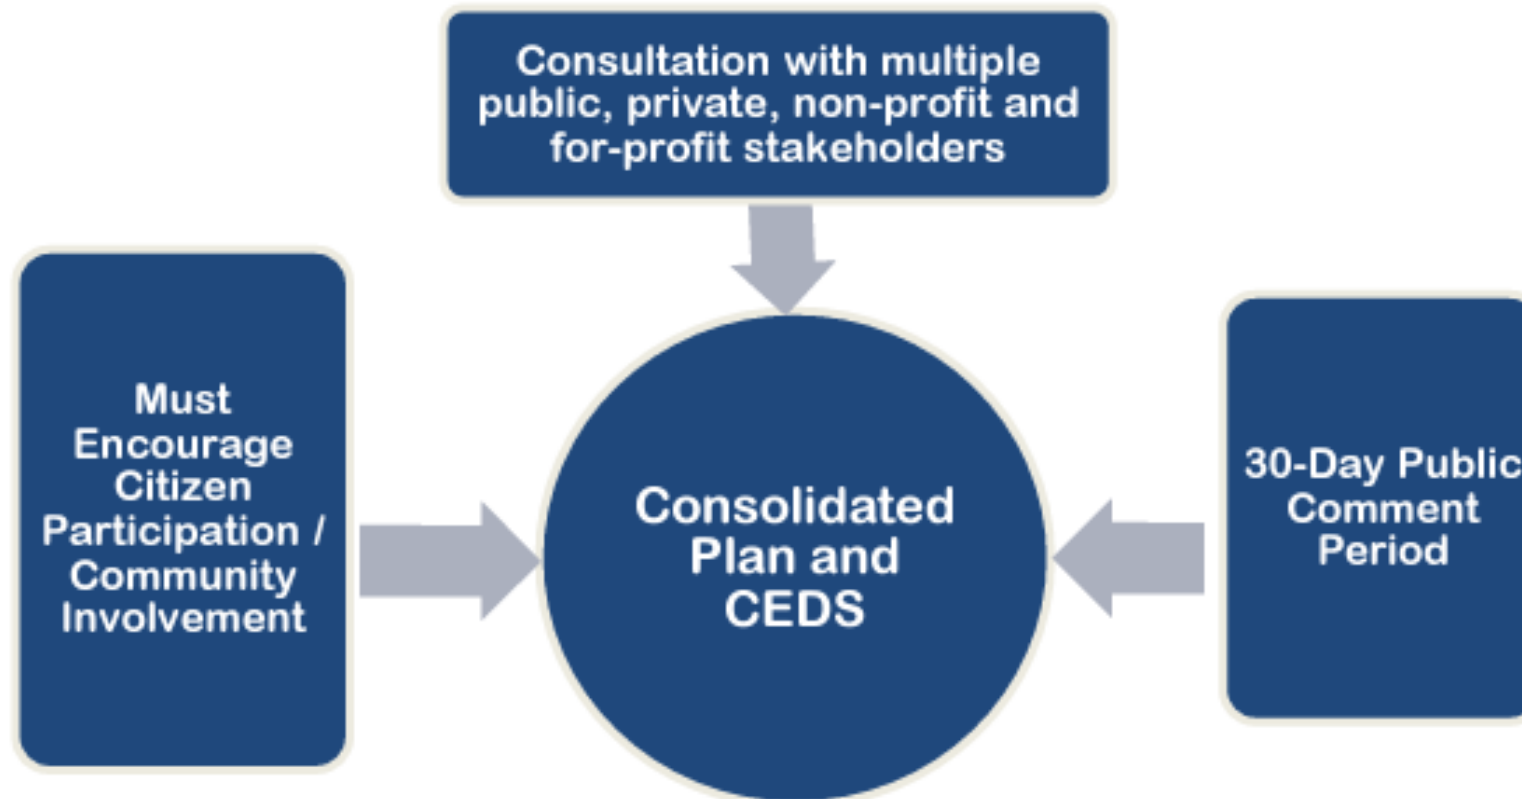 Consultation with multiple
public, private, non-profit and
for-profit stakeholders
Must
Encourage
Citizen
Participation /
Community
Involvement
Consolidated
Plan and
CEDS
30-Day Public
Comment
Period